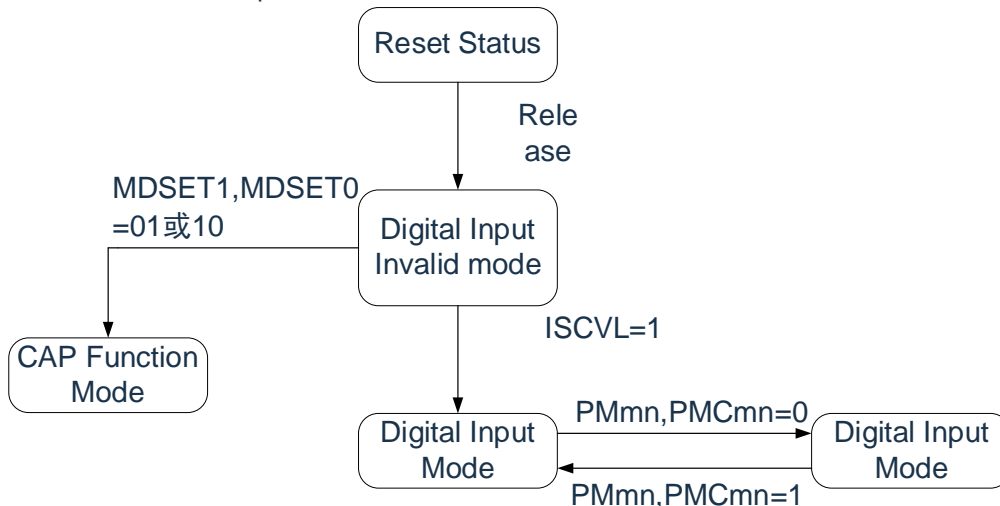 Reset Status
Rele
ase
MDSET1,MDSET0
=01或10
Digital Input
Invalid mode
ISCVL=1
CAP Function
Mode
Digital Input
Mode
PMmn,PMCmn=0
PMmn,PMCmn=1
Digital Input
Mode